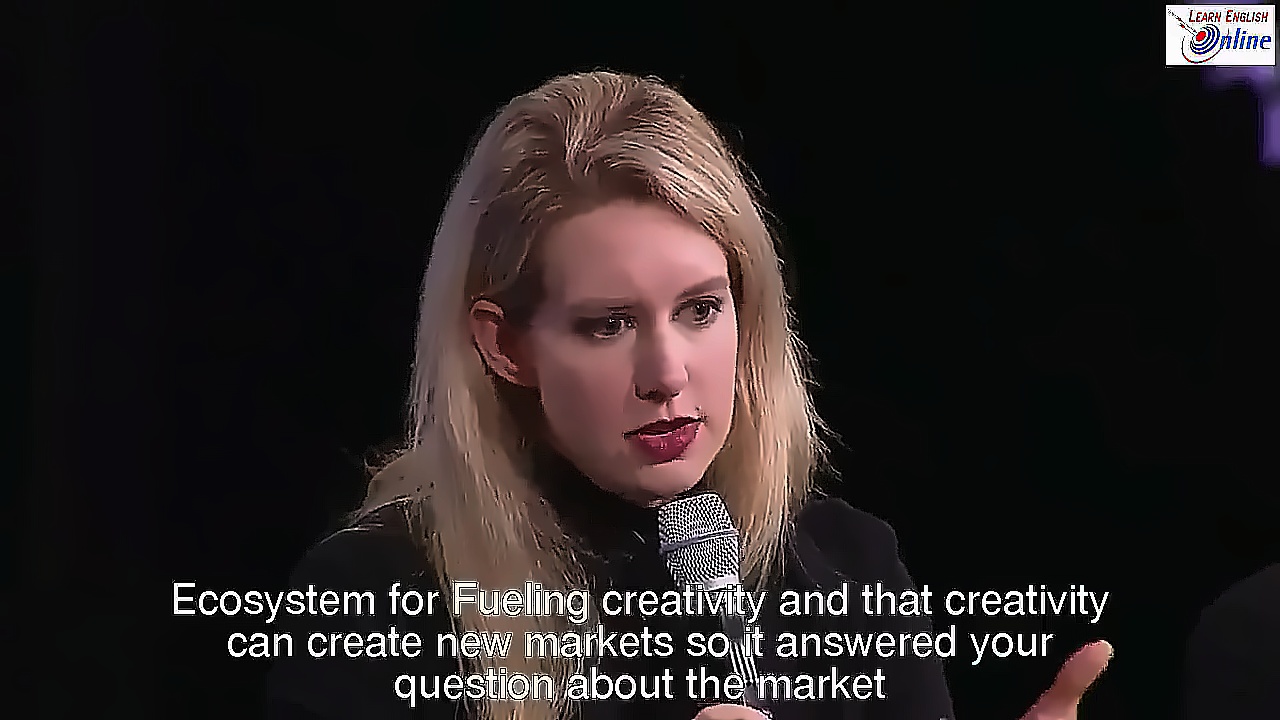 LEARN ENGLISH
Online
Ecosystem for Fueling creativity and that creativity
can create new markets so it answered your
question about the market